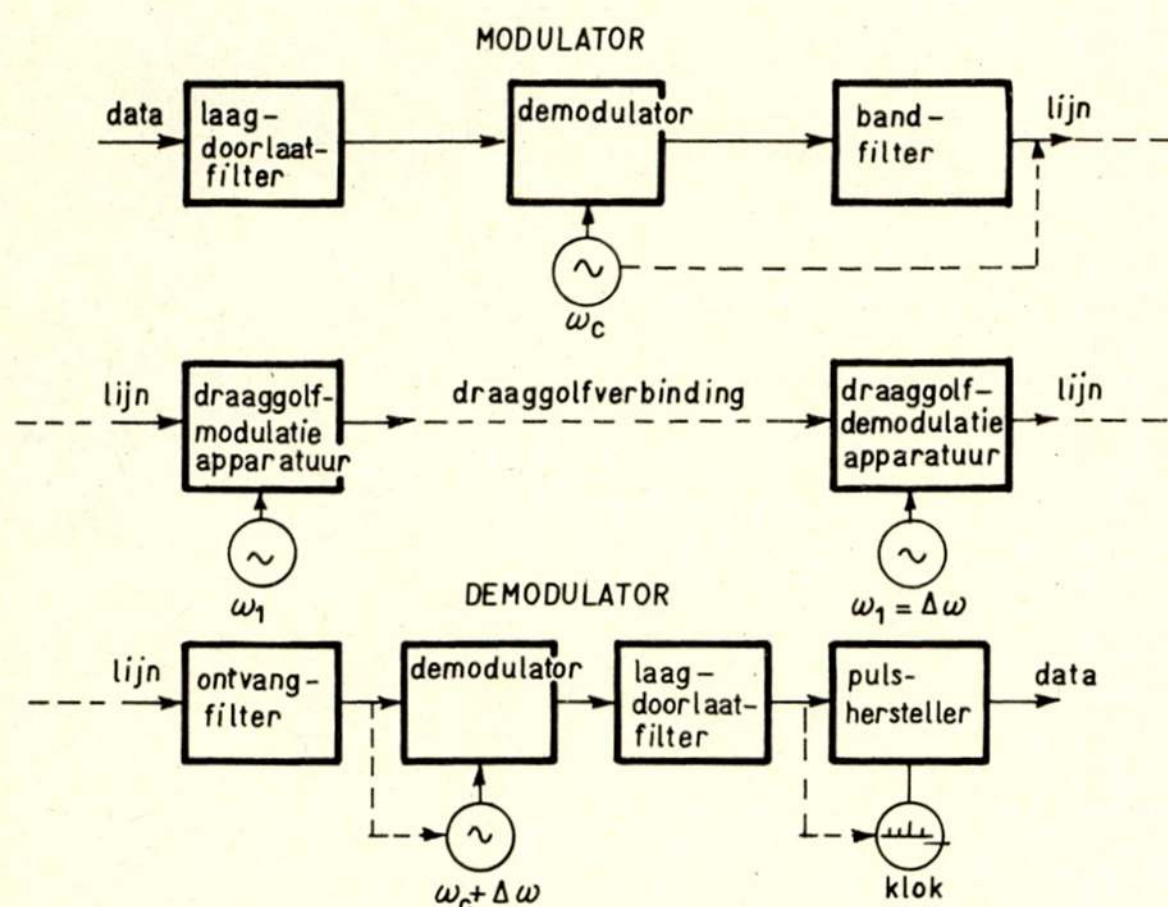 MODULATOR
data
laag-
doorlaat-
filter
demodulator
band-
filter
lijn
~
ωc
lijn
draaggolf-
modulatie
apparatuur
draaggolfverbinding
draaggolf-
demodulatie
apparatuur
lijn
~
ω1
~
ω1 = Δω
DEMODULATOR
lijn
ontvang-
filter
demodulator
laag-
doorlaat-
filter
puls-
hersteller
data
~
ωc+ Δω
klok